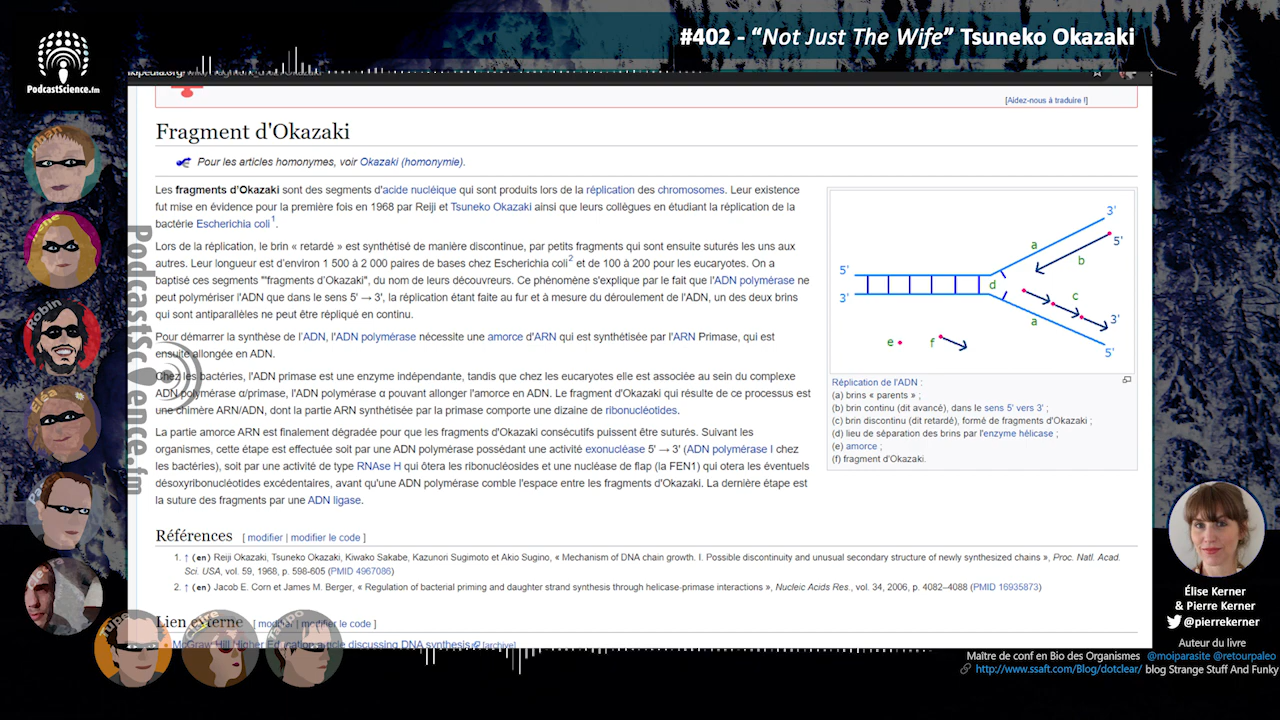 #402 - “Not Just The Wife” Tsuneko Okazaki
PodcastScience.fm
[Aidez-nous à traduire !]
Fragment d'Okazaki
Pour les articles homonymes, voir Okazaki (homonymie).
Les fragments d'Okazaki sont des segments d'acide nucléique qui sont produits lors de la réplication des chromosomes. Leur existence
fut mise en évidence pour la première fois en 1968 par Reiji et Tsuneko Okazaki ainsi que leurs collègues en étudiant la réplication de la
bactérie Escherichia coli 1.
Lors de la réplication, le brin « retardé » est synthétisé de manière discontinue, par petits fragments qui sont ensuite suturés les uns aux
autres. Leur longueur est d'environ 1 500 à 2 000 paires de bases chez Escherichia coli2 et de 100 à 200 pour les eucaryotes. On a
baptisé ces segments "'fragments d'Okazaki", du nom de leurs découvreurs. Ce phénomène s'explique par le fait que l'ADN polymérase ne
peut polymériser l'ADN que dans le sens 5' → 3', la réplication étant faite au fur et à mesure du déroulement de l'ADN, un des deux brins
qui sont antiparallèles ne peut être répliqué en continu.
Pour démarrer la synthèse de l'ADN, l'ADN polymérase nécessite une amorce d'ARN qui est synthétisée par l'ARN Primase, qui est
ensuite allongée en ADN.
Chez les bactéries, l'ADN primase est une enzyme indépendante, tandis que chez les eucaryotes elle est associée au sein du complexe
ADN polymérase α/primase, l'ADN polymérase α pouvant allonger l'amorce en ADN. Le fragment d'Okazaki qui résulte de ce processus est
une chimère ARN/ADN, dont la partie ARN synthétisée par la primase comporte une dizaine de ribonucléotides.
La partie amorce ARN est finalement dégradée pour que les fragments d'Okazaki consécutifs puissent être suturés. Suivant les
organismes, cette étape est effectuée soit par une ADN polymérase possédant une activité exonucléase 5' → 3' (ADN polymérase I chez
les bactéries), soit par une activité de type RNAse H qui ôtera les ribonucléosides et une nucléase de flap (la FEN1) qui otera les éventuels
désoxyribonucléotides excédentaires, avant qu'une ADN polymérase comble l'espace entre les fragments d'Okazaki. La dernière étape est
la suture des fragments par une ADN ligase.
3'
5'
a
b
5'
d
3'
c
a
3'
5'
e
f
Réplication de l'ADN :
(a) brins « parents » ;
(b) brin continu (dit avancé), dans le sens 5' vers 3' ;
(c) brin discontinu (dit retardé), formé de fragments d'Okazaki ;
(d) lieu de séparation des brins par l'enzyme hélicase ;
(e) amorce ;
(f) fragment d'Okazaki.
Références [ modifier | modifier le code ]
1. ↑ (en) Reiji Okazaki, Tsuneko Okazaki, Kiwako Sakabe, Kazunori Sugimoto et Akio Sugino, « Mechanism of DNA chain growth. I. Possible discontinuity and unusual secondary structure of newly synthesized chains », Proc. Natl. Acad.
Sci. USA, vol. 59, 1968, p. 598-605 (PMID 4967086)
2. ↑ (en) Jacob E. Corn et James M. Berger, « Regulation of bacterial priming and daughter strand synthesis through helicase-primase interactions », Nucleic Acids Res., vol. 34, 2006, p. 4082–4088 (PMID 16935873)
Lien externe [ modifier | modifier le code ]
McGraw Hill Higher Education article discussing DNA synthesis [archive]
Robin
Eléa
PodcastScience.fm
Élise Kerner
& Pierre Kerner
@pierrekerner
Auteur du livre
Maître de conf en Bio des Organismes @moiparasite @retourpaleo
http://www.ssaft.com/Blog/dotclear/ blog Strange Stuff And Funky